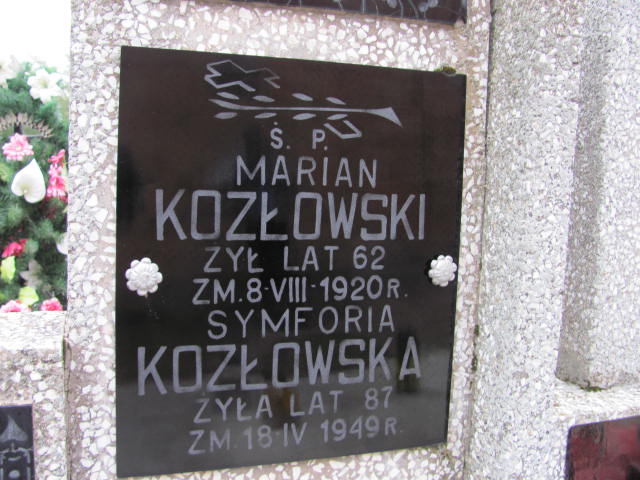 Ś. P.
MARIAN
KOZŁOWSKI
ŻYŁ LAT 62
ZM. 8-VIII-1920 R.
SYMFORIA
KOZŁOWSKA
ŻYŁA LAT 87
ZM. 18-IV 1949 R.